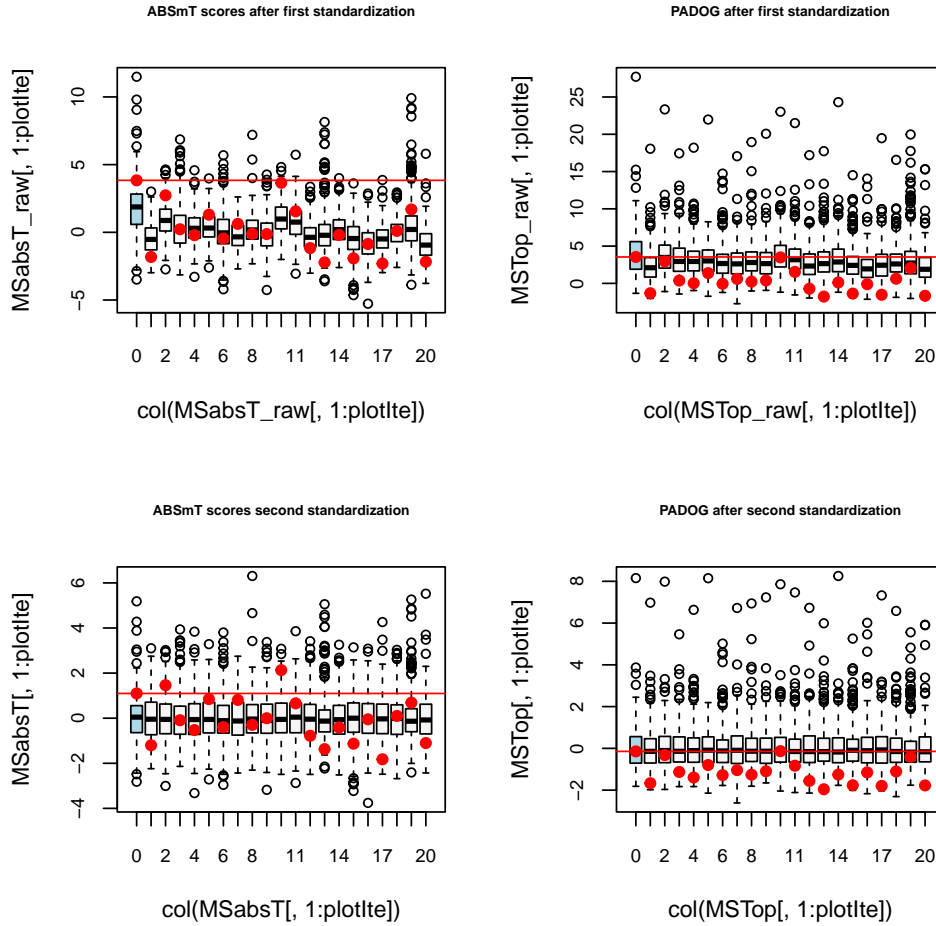 ABSmT scores after first standardization
MSabsT_raw[, 1:plotIte]
10
5
0
−5
0 2 4 6 8 11 14 17 20
col(MSabsT_raw[, 1:plotIte])
PADOG after first standardization
MSTop_raw[, 1:plotIte]
25
20
15
10
5
0
0 2 4 6 8 11 14 17 20
col(MSTop_raw[, 1:plotIte])
ABSmT scores second standardization
MSabsT[, 1:plotIte]
6
4
2
0
−2
−4
0 2 4 6 8 11 14 17 20
col(MSabsT[, 1:plotIte])
PADOG after second standardization
MSTop[, 1:plotIte]
8
6
4
2
0
−2
0 2 4 6 8 11 14 17 20
col(MSTop[, 1:plotIte])